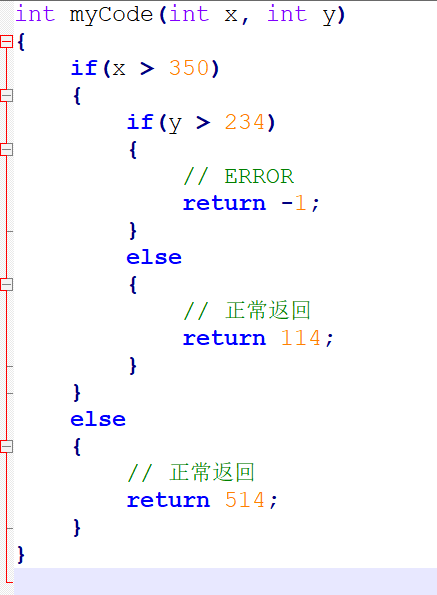 int myCode(int x, int y)
{
    if(x > 350)
    {
        if(y > 234)
        {
            // ERROR
            return -1;
        }
        else
        {
            // 正常返回
            return 114;
        }
    }
    else
    {
        // 正常返回
        return 514;
    }
}